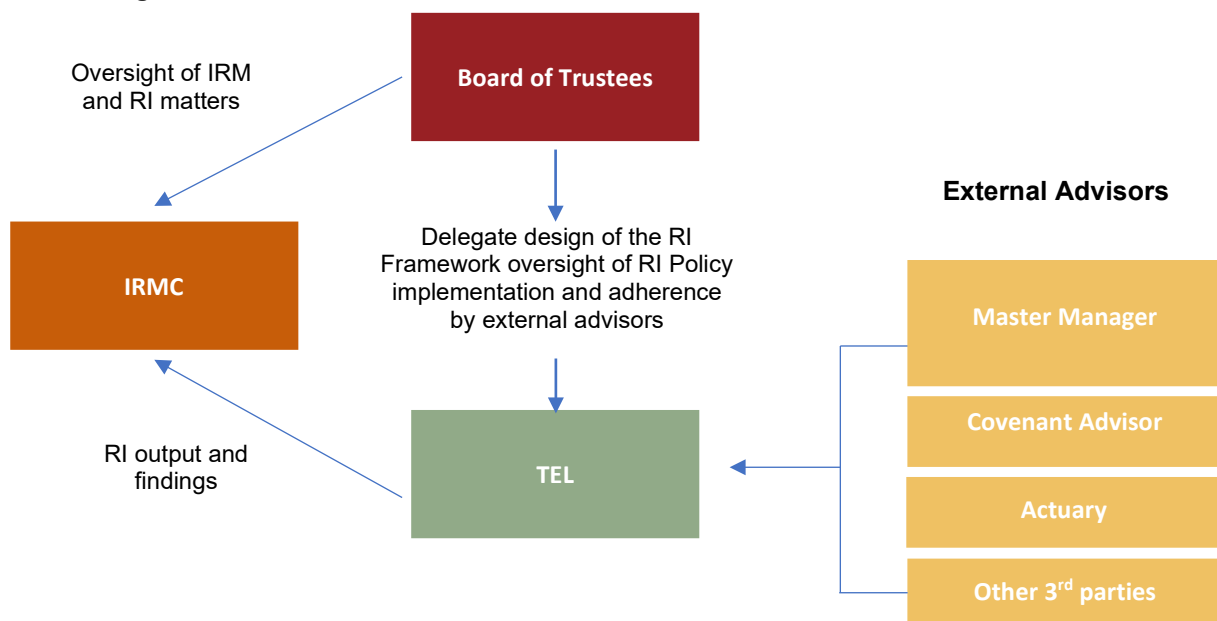 Oversight of IRM
and RI matters
Board of Trustees
External Advisors
IRMC
Delegate design of the RI
Framework oversight of RI Policy
implementation and adherence
by external advisors
Master Manager
Covenant Advisor
RI output and
findings
TEL
Actuary
Other 3rd parties